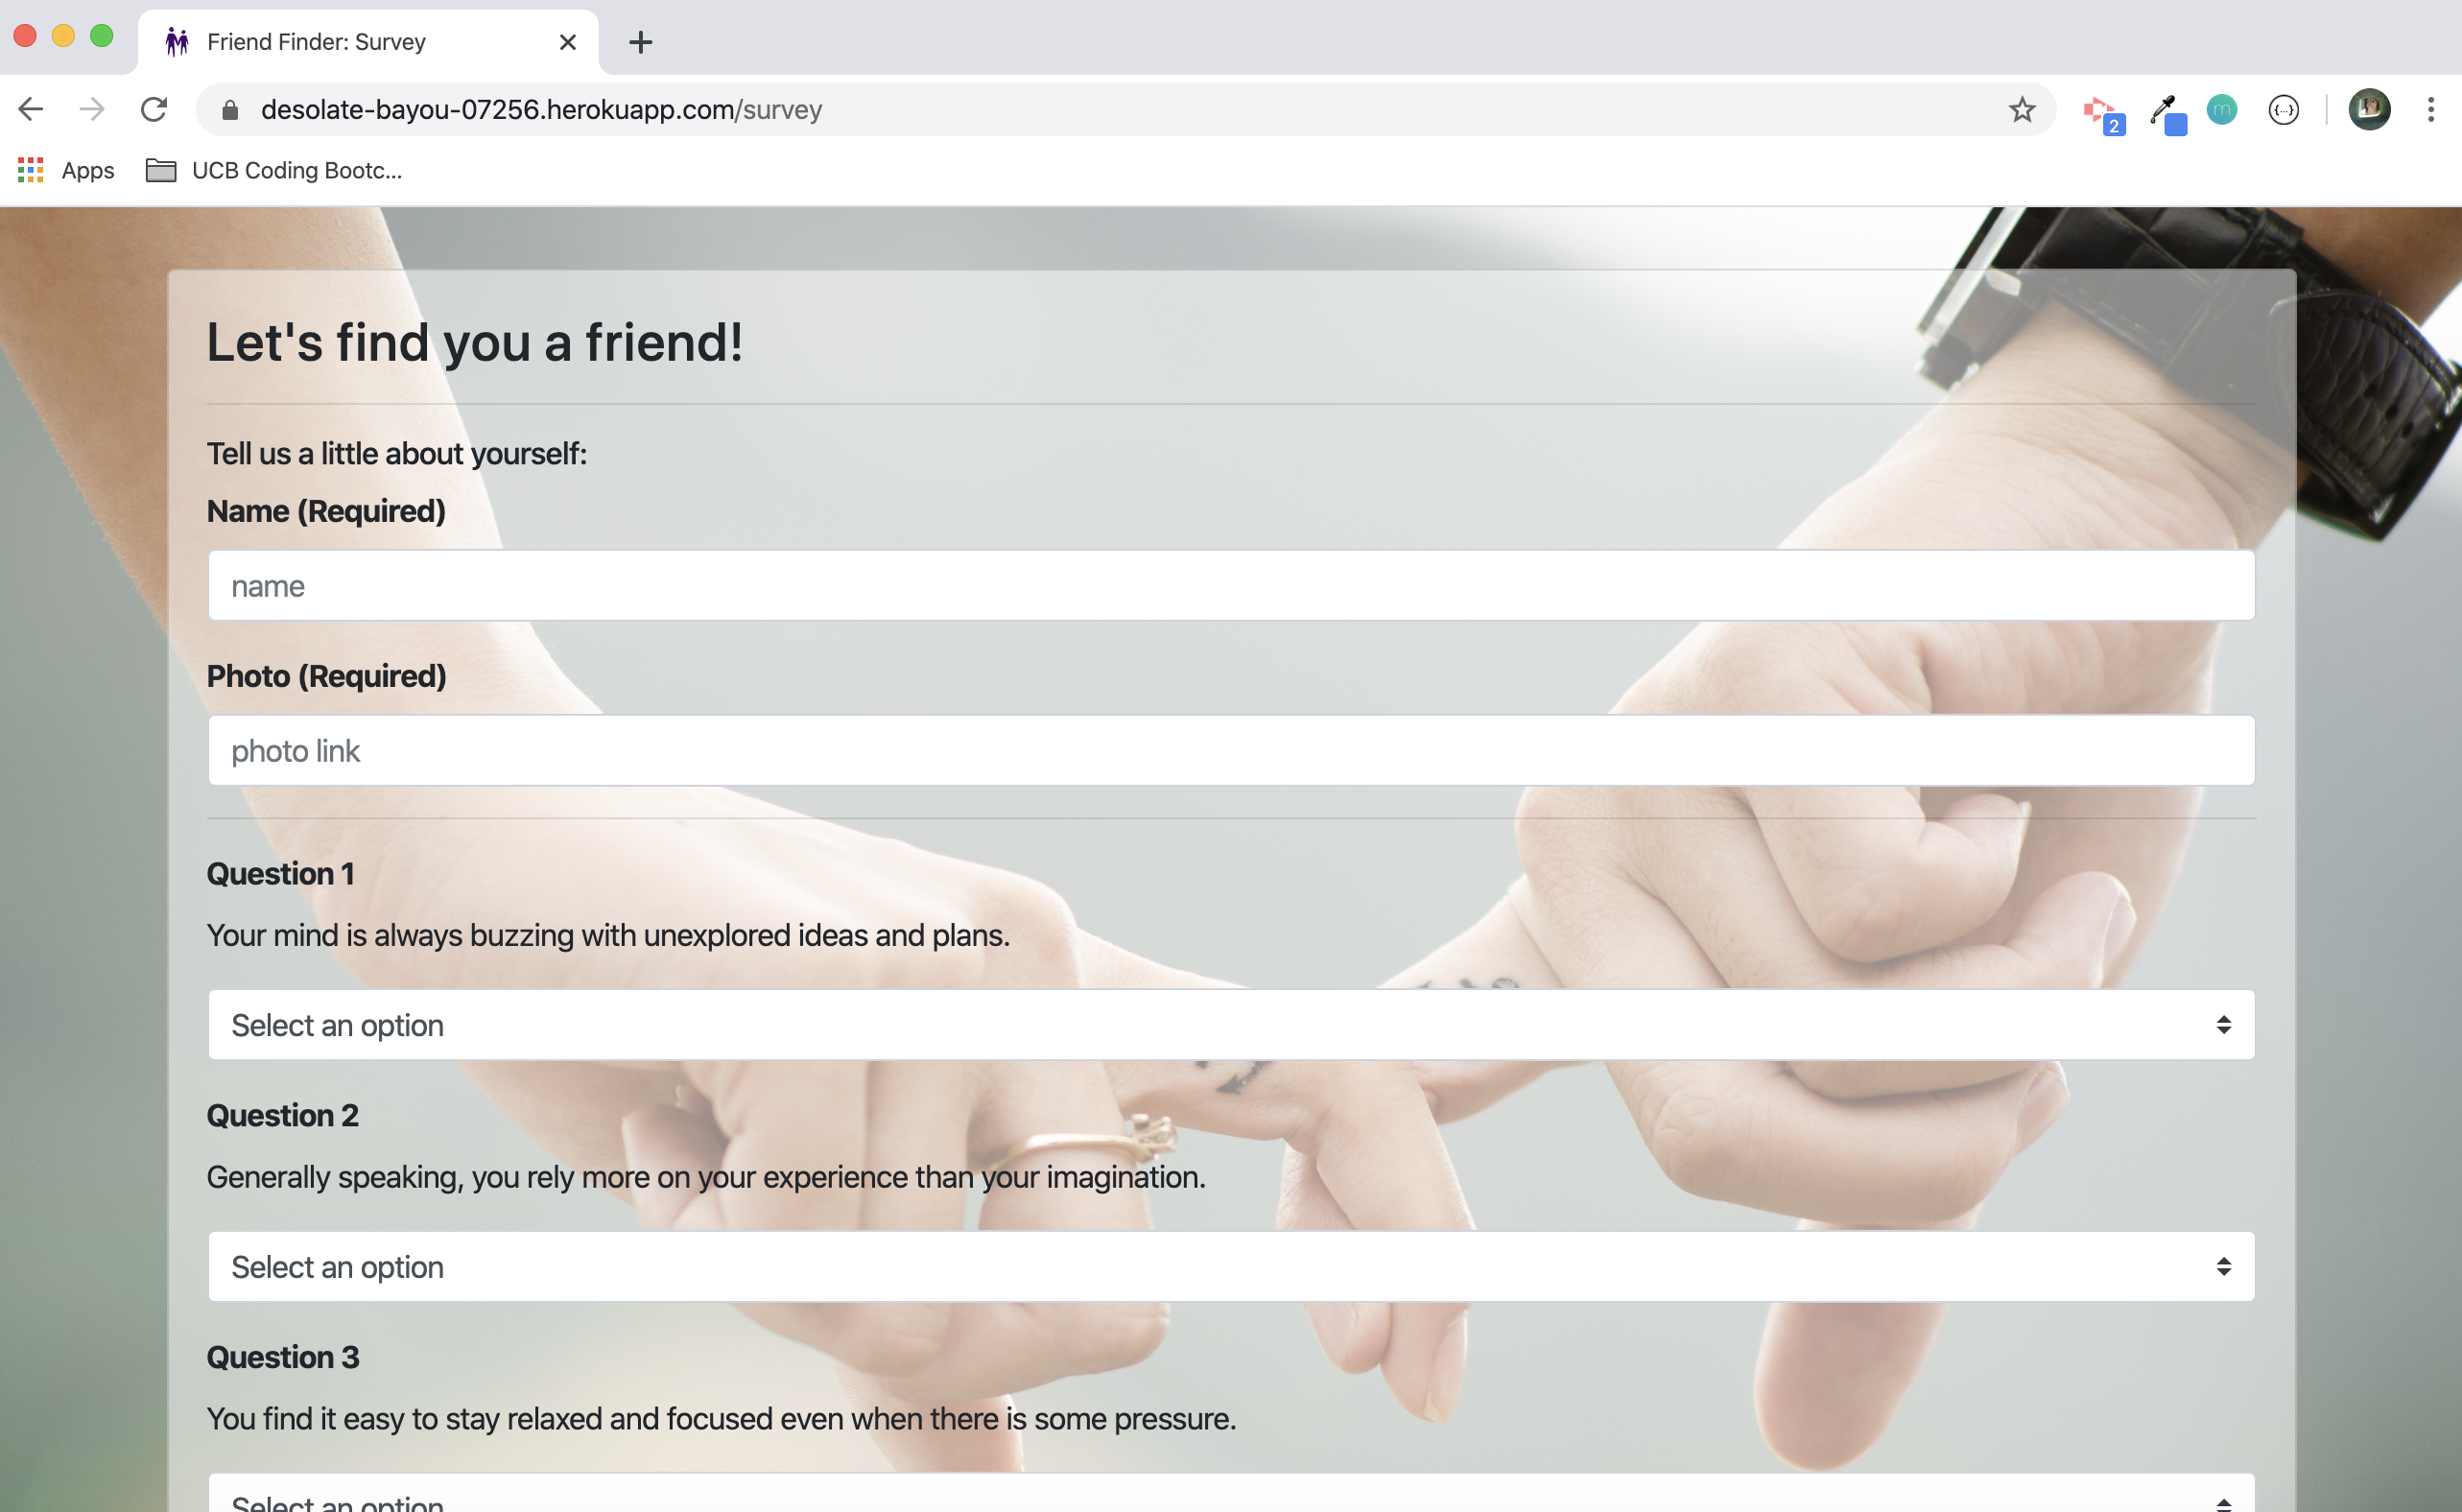 Friend Finder: Survey
desolate-bayou-07256.herokuapp.com/survey
2
m
{...}
Apps
UCB Coding Bootc...
Let's find you a friend!
Tell us a little about yourself:
Name (Required)
name
Photo (Required)
photo link
Question 1
Your mind is always buzzing with unexplored ideas and plans.
Select an option
Question 2
Generally speaking, you rely more on your experience than your imagination.
Select an option
Question 3
You find it easy to stay relaxed and focused even when there is some pressure.
Select an option